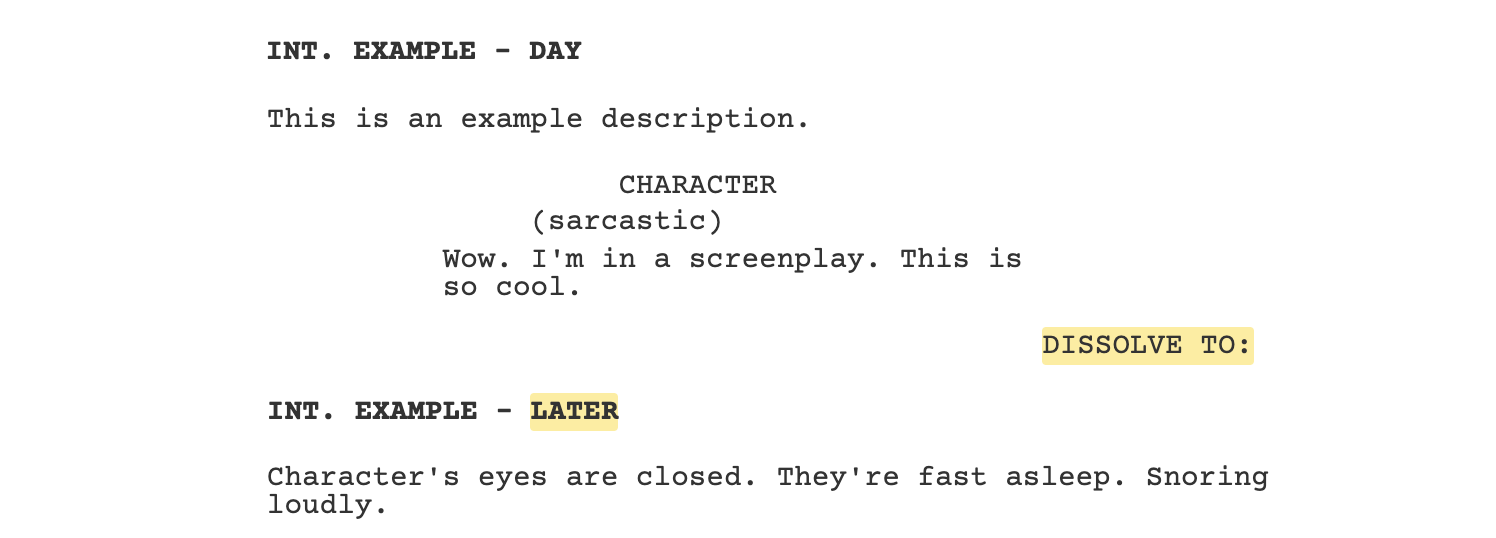 INT. EXAMPLE - DAY
This is an example description.
CHARACTER
(sarcastic)
Wow. I'm in a screenplay. This is
so cool.
DISSOLVE TO:
INT. EXAMPLE - LATER
Character's eyes are closed. They're fast asleep. Snoring
loudly.